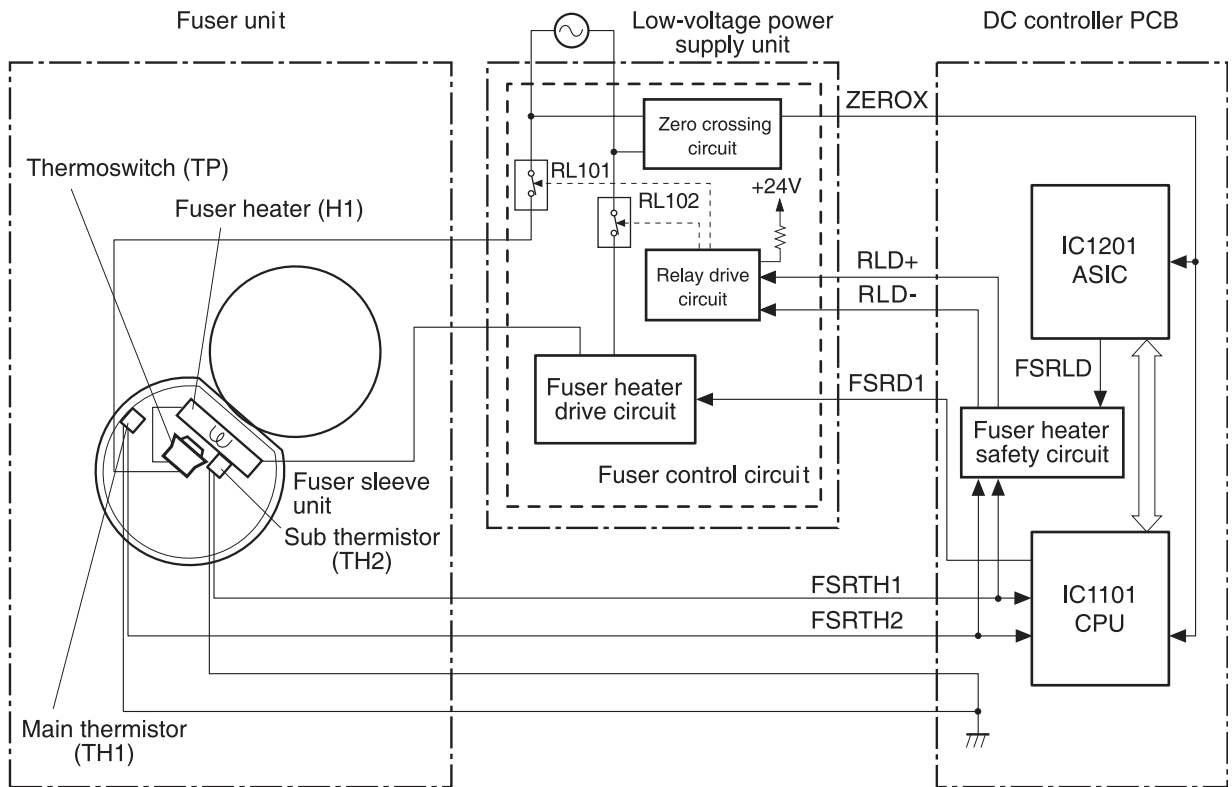 Fuser unit
Low-voltage power
supply unit
DC controller PCB
ZEROX
Zero crossing
circuit
Thermoswitch (TP)
RL101
+24V
Fuser heater (H1)
RL102
IC1201
ASIC
Relay drive
circuit
RLD+
RLD-
FSRLD
Fuser heater
drive circuit
FSRD1
Fuser heater
safety circuit
Fuser control circuit
Fuser sleeve
unit
Sub thermistor
(TH2)
FSRTH1
IC1101
CPU
FSRTH2
Main thermistor
(TH1)